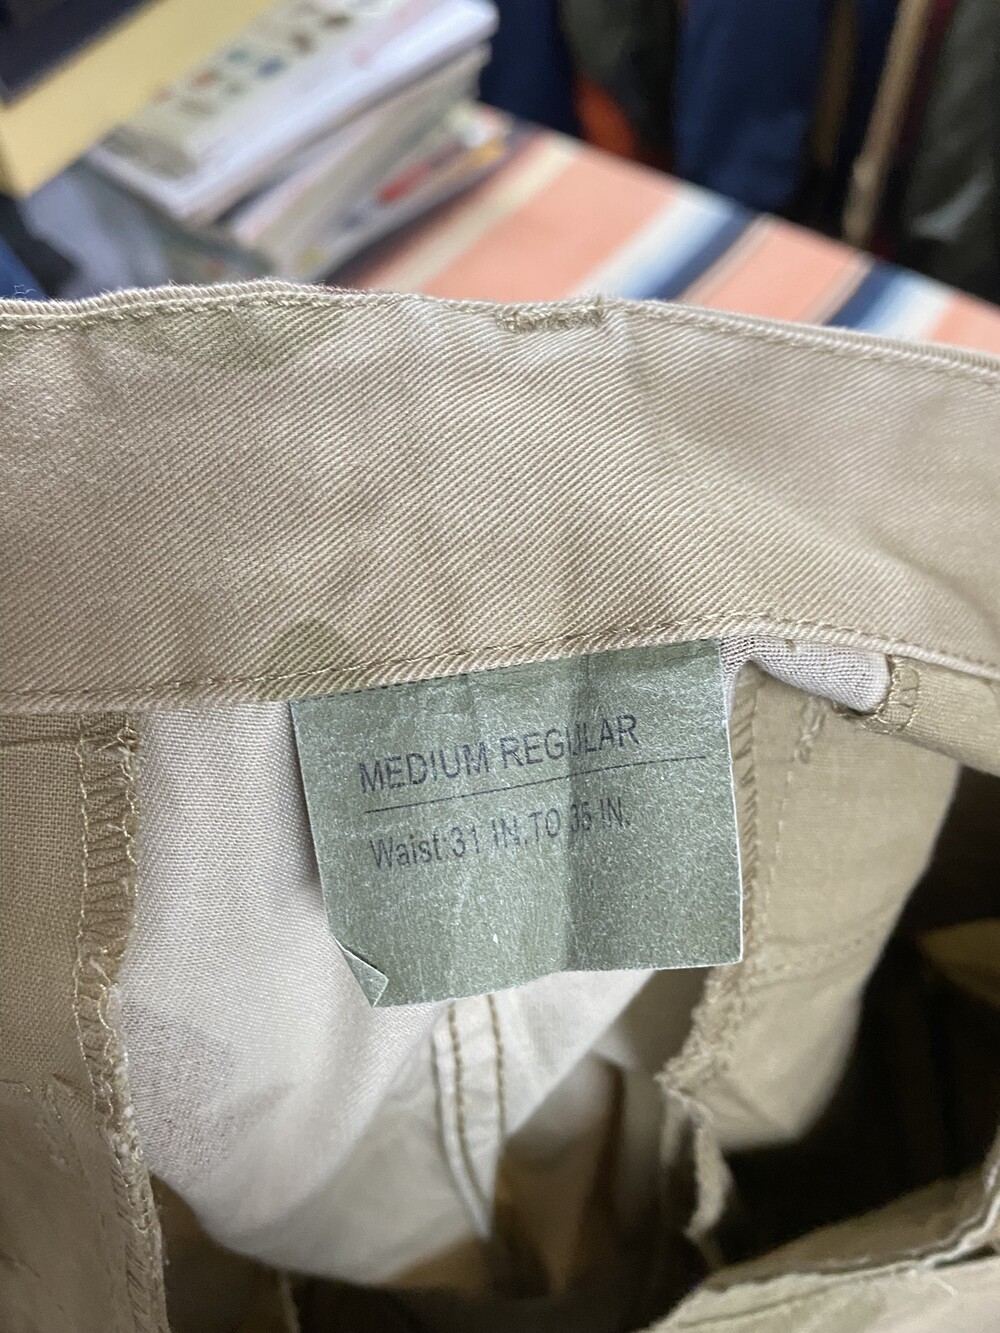 MEDIUM REGULAR
Waist:31 IN.TO 35 IN.